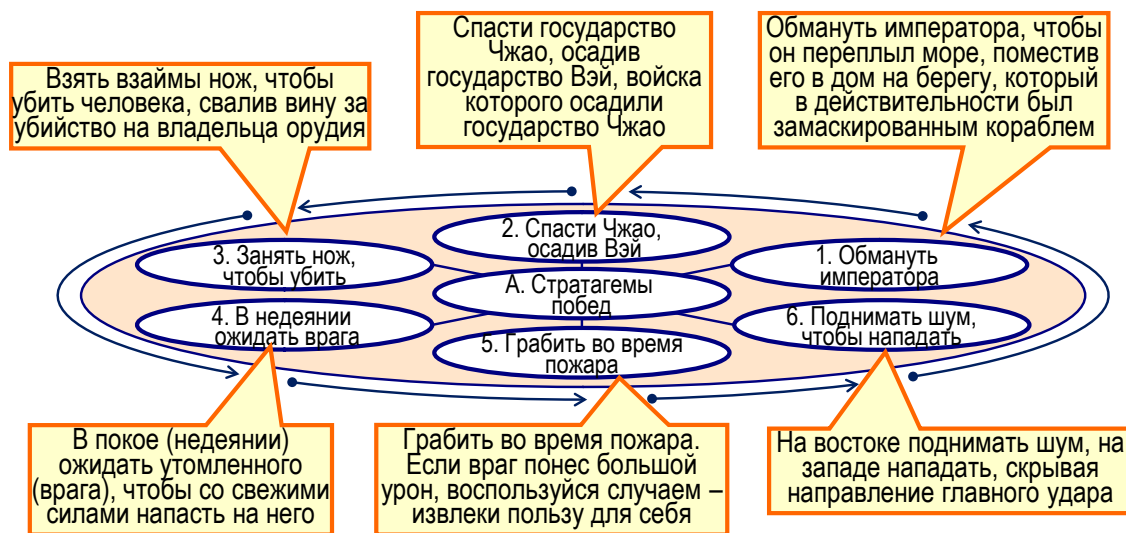 Взять взаймы нож, чтобы
убить человека, свалив вину за
убийство на владельца орудия
Спасти государство
Чжао, осадив
государство Вэй, войска
которого осадили
государство Чжао
Обмануть императора, чтобы
он переплыл море, поместив
его в дом на берегу, который
в действительности был
замаскированным кораблем
2. Спасти Чжао,
осадив Вэй
3. Занять нож,
чтобы убить
1. Обмануть
императора
А. Стратагемы
побед
4. В недеянии
ожидать врага
6. Поднимать шум,
чтобы нападать
5. Грабить во время
пожара
В покое (недеянии)
ожидать утомленного
(врага), чтобы со свежими
силами напасть на него
Грабить во время пожара.
Если враг понес большой
урон, воспользуйся случаем –
извлеки пользу для себя
На востоке поднимать шум, на
западе нападать, скрывая
направление главного удара